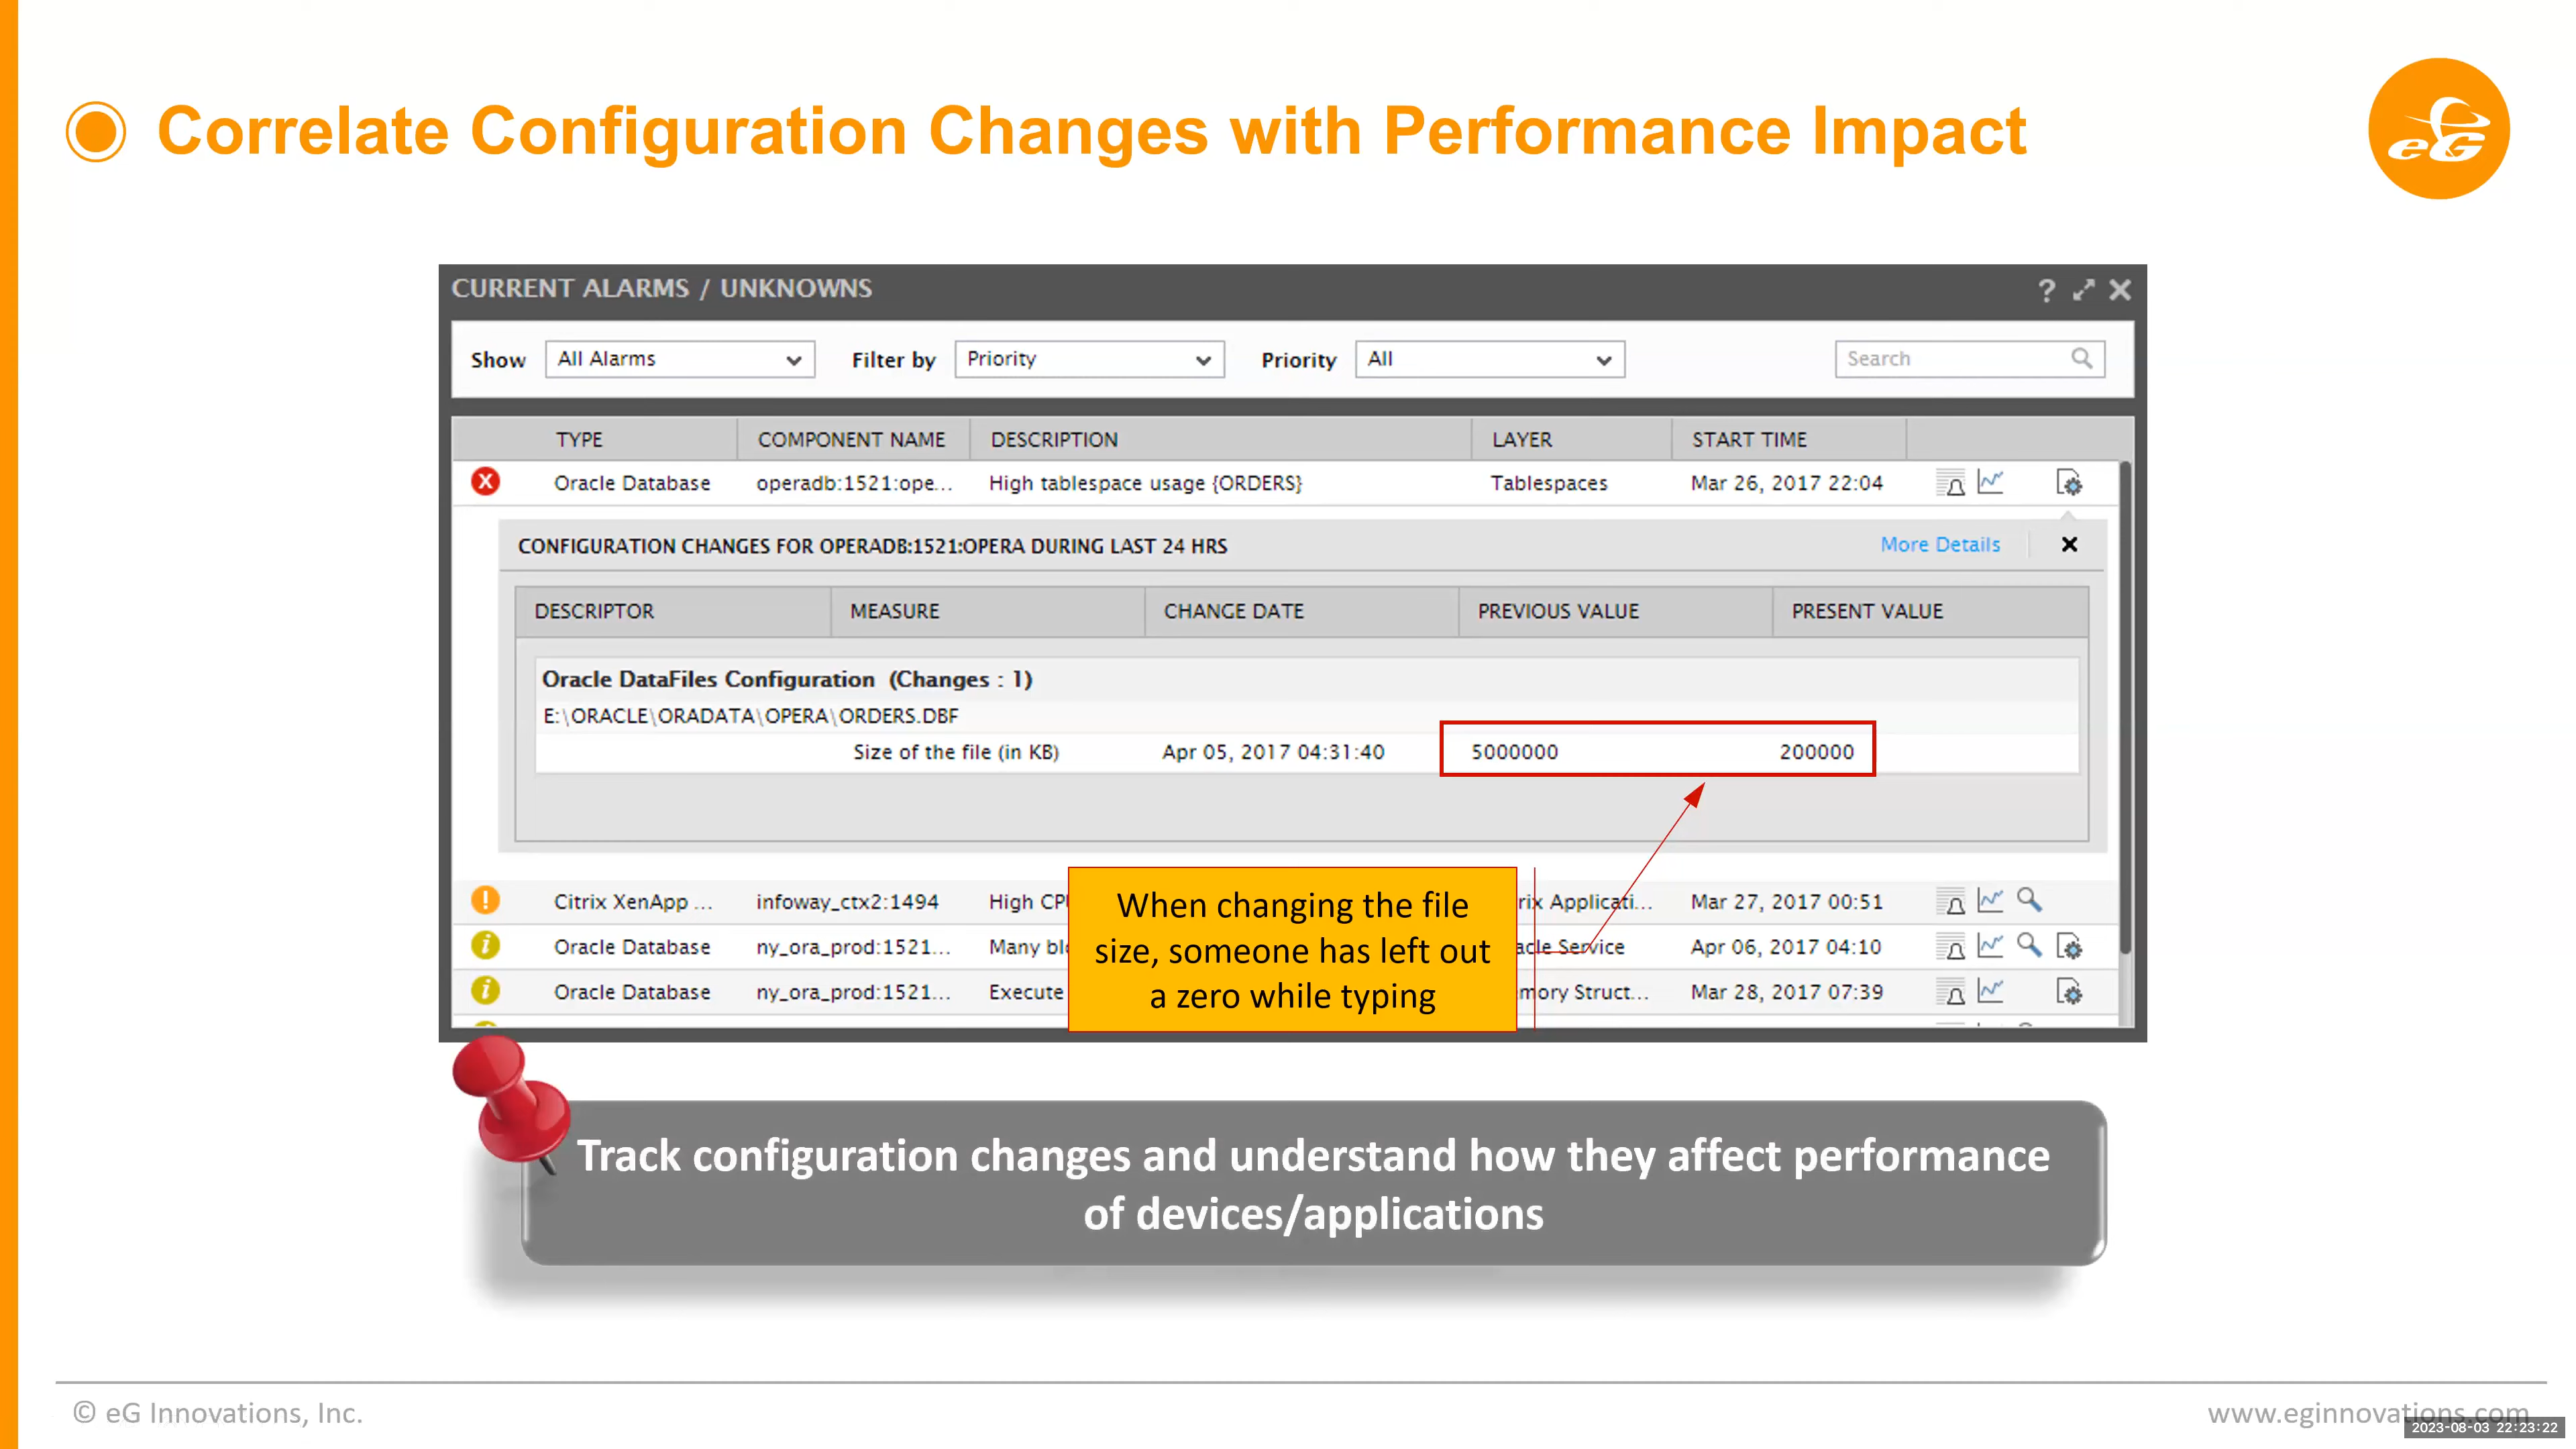 Correlate Configuration Changes with Performance Impact
eG
CURRENT ALARMS / UNKNOWNS
?
Show All Alarms Filter by Priority Priority All Search
TYPE COMPONENT NAME DESCRIPTION LAYER START TIME
Oracle Database operadb:1521:ope... High tablespace usage {ORDERS} Tablespaces Mar 26, 2017 22:04
CONFIGURATION CHANGES FOR OPERADB:1521:OPERA DURING LAST 24 HRS More Details
DESCRIPTOR MEASURE CHANGE DATE PREVIOUS VALUE PRESENT VALUE
Oracle DataFiles Configuration (Changes : 1)
E:\ORACLE\ORADATA\OPERA\ORDERS.DBF
Size of the file (in KB) Apr 05, 2017 04:31:40 5000000 200000
Citrix XenApp ... infoway_ctx2:1494 High CPU rix Applicati... Mar 27, 2017 00:51
Oracle Database ny_ora_prod:1521... Many blo acle Service Apr 06, 2017 04:10
Oracle Database ny_ora_prod:1521... Execute mory Struct... Mar 28, 2017 07:39
When changing the file
size, someone has left out
a zero while typing
Track configuration changes and understand how they affect performance
of devices/applications
© eG Innovations, Inc.
www.eginnovations.com
2023-08-03 22:23:22